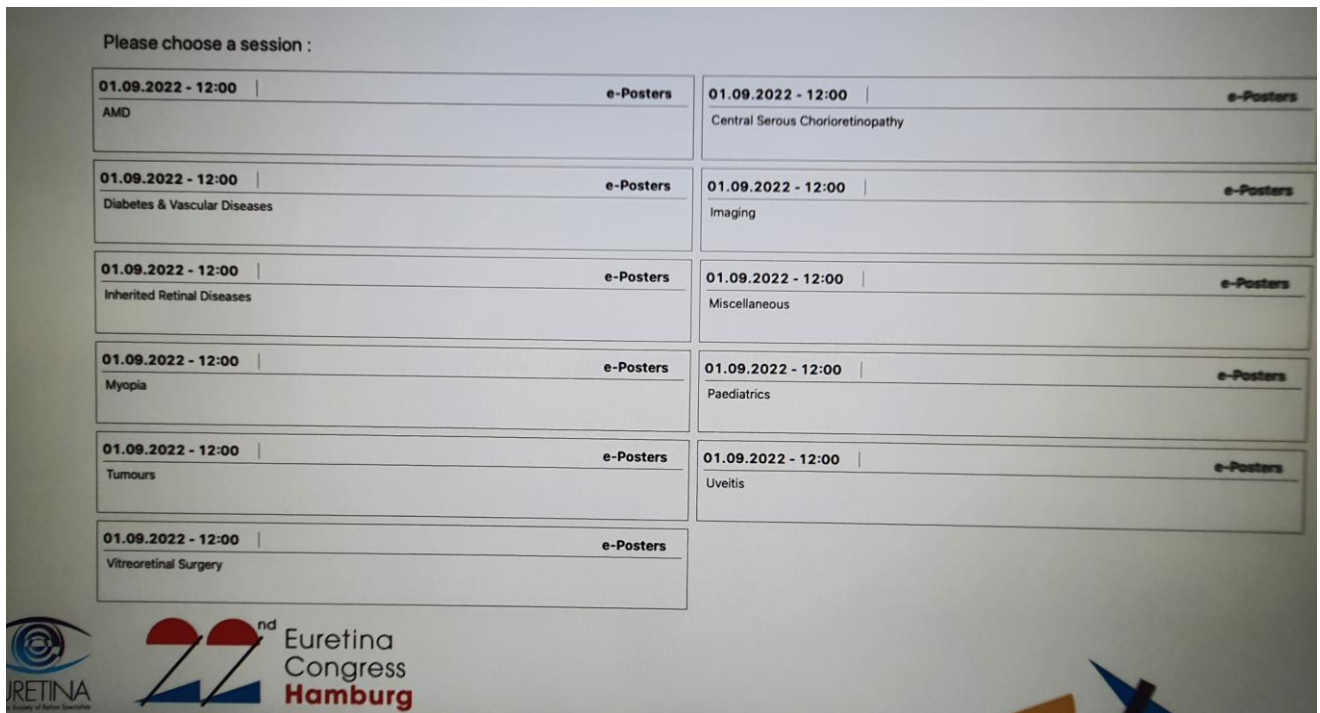 Please choose a session :
01.09.2022 - 12:00 | e-Posters
AMD
01.09.2022 - 12:00 | e-Posters
Central Serous Chorioretinopathy
01.09.2022 - 12:00 | e-Posters
Diabetes & Vascular Diseases
01.09.2022 - 12:00 | e-Posters
Imaging
01.09.2022 - 12:00 | e-Posters
Inherited Retinal Diseases
01.09.2022 - 12:00 | e-Posters
Miscellaneous
01.09.2022 - 12:00 | e-Posters
Myopia
01.09.2022 - 12:00 | e-Posters
Paediatrics
01.09.2022 - 12:00 | e-Posters
Tumours
01.09.2022 - 12:00 | e-Posters
Uveitis
01.09.2022 - 12:00 | e-Posters
Vitreoretinal Surgery
URETINA
22nd Euretina
Congress
Hamburg